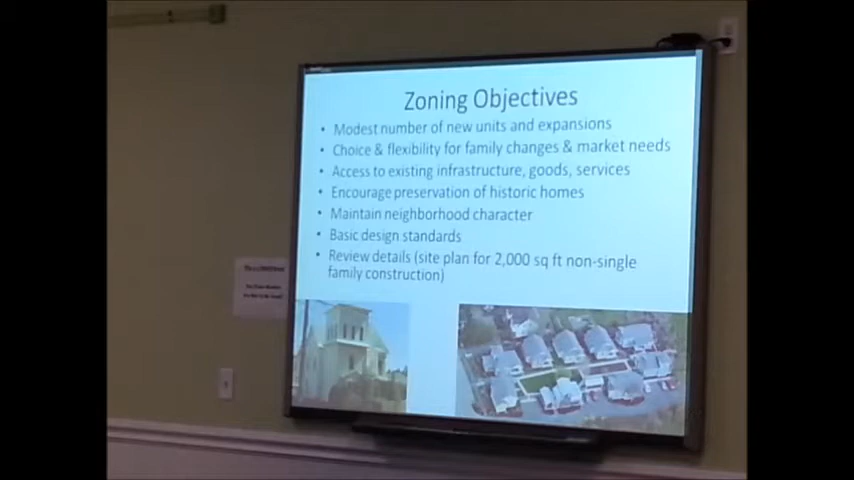 Zoning Objectives
• Modest number of new units and expansions
• Choice & flexibility for family changes & market needs
• Access to existing infrastructure, goods, services
• Encourage preservation of historic homes
• Maintain neighborhood character
• Basic design standards
• Review details (site plan for 2,000 sq ft non-single
family construction)